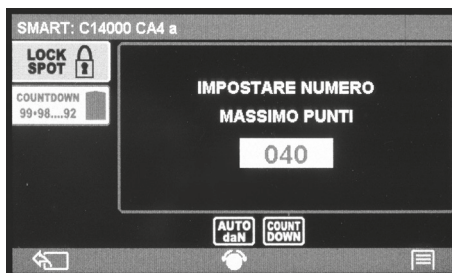 SMART: C14000 CA4 a
LOCK
SPOT
COUNTDOWN
99•98....92
IMPOSTARE NUMERO
MASSIMO PUNTI
040
AUTO
daN
COUNT
DOWN